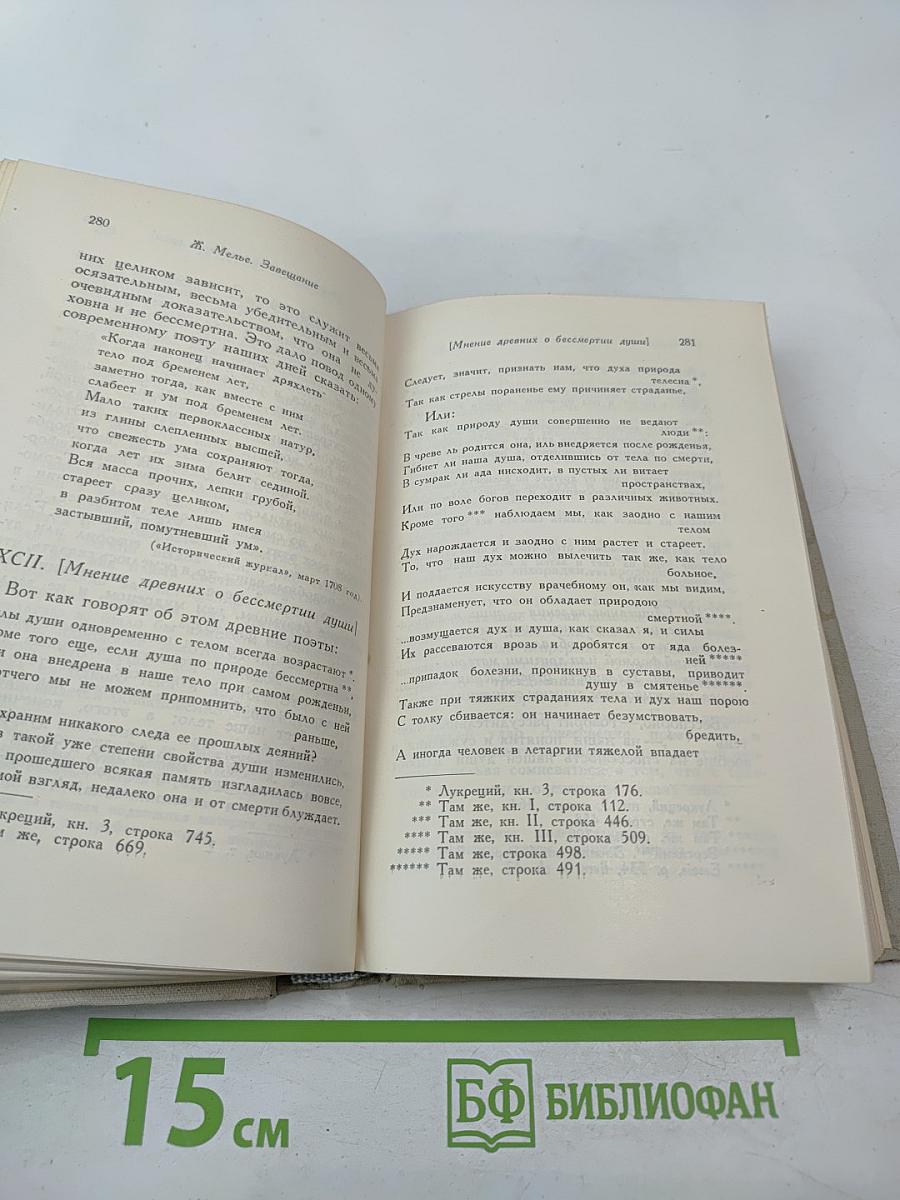 280
Ж. Мелье. Завещание
них целиком зависит, то это служит весьма
осязательным, весьма убедительным и весьма
очевидным доказательством, что она не ду-
ховна и не бессмертна. Это дало повод одному
современному поэту наших дней сказать:
«Когда наконец начинает дряхлеть
тело под бременем лет,
заметно тогда, как вместе с ним
слабеет и ум под бременем лет.
Мало таких первоклассных натур,
из глины слепленных высшей,
что свежесть ума сохраняют тогда,
когда лет их зима белит сединой.
Вся масса прочих, лепки грубой,
стареет сразу целиком,
в разбитом теле лишь имея
застывший, помутневший ум».
(«Исторический журнал», март 1708 год).
XCII. [Мнение древних о бессмертии души]
Вот как говорят об этом древние поэты:
лы души одновременно с телом всегда возрастают *.
оме того еще, если душа по природе бессмертна **,
и она внедрена в наше тело при самом рожденьи,
отчего мы не можем припомнить, что было с ней
раньше,
храним никакого следа ее прошлых деяний?
в такой уже степени свойства души изменились,
прошедшего всякая память изгладилась вовсе,
мой взгляд, недалеко она и от смерти блуждает.
укреций, кн. 3, строка 745.
м же, строка 669.
[Мнение древних о бессмертии души] 281
Следует, значит, признать нам, что духа природа
телесна *,
Так как стрелы пораненье ему причиняет страданье,
Или:
Так как природу души совершенно не ведают
люди **:
В чреве ль родится она, иль внедряется после рожденья,
Гибнет ли наша душа, отделившись от тела по смерти,
В сумрак ли ада нисходит, в пустых ли витает
пространствах,
Или по воле богов переходит в различных животных.
Кроме того *** наблюдаем мы, как заодно с нашим
телом
Дух нарождается и заодно с ним растет и стареет.
То, что наш дух можно вылечить так же, как тело
больное,
И поддается искусству врачебному он, как мы видим,
Предзнаменует, что он обладает природою
смертной ****.
...возмущается дух и душа, как сказал я, и силы
Их рассеваются врозь и дробятся от яда болез-
ней *****
...припадок болезни, проникнув в суставы, приводит
душу в смятенье ******.
Также при тяжких страданиях тела и дух наш порою
С толку сбивается: он начинает безумствовать,
бредить,
А иногда человек в летаргии тяжелой впадает
* Лукреций, кн. 3, строка 176.
** Там же, кн. I, строка 112.
*** Там же, кн. II, строка 446.
**** Там же, кн. III, строка 509.
***** Там же, строка 498.
****** Там же, строка 491.
15 см
БФ БИБЛИОФАН